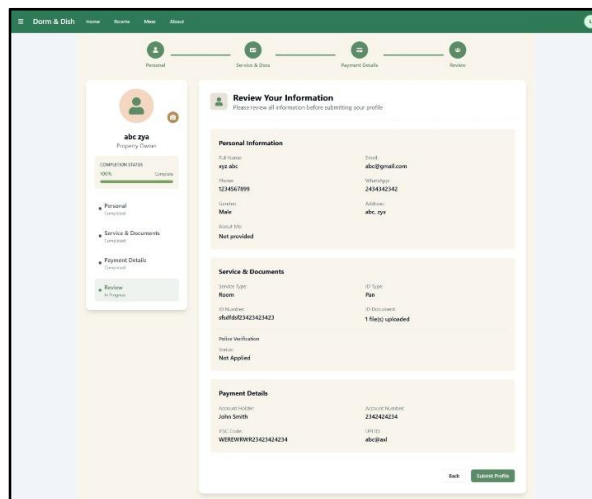 Dorm & Dish Home Rooms Mess About
Personal Service & Docs Payment Details Review
abc zya
Property Owner
COMPLETION STATUS
100% Complete
Personal
Completed
Service & Documents
Completed
Payment Details
Completed
Review
In Progress
Review Your Information
Please review all information before submitting your profile
Personal Information
Full Name: Email:
xyz abc abc@gmail.com
Phone: WhatsApp:
1234567899 2434342342
Gender: Address:
Male abc, zyx
About Me:
Not provided
Service & Documents
Service Type: ID Type:
Room Pan
ID Number: ID Document:
1 file(s) uploaded
Police Verification
Status:
Not Applied
Payment Details
Account Holder: Account Number:
John Smith 2342424234
IFSC Code: UPI ID:
WEREWRWR23423424234 abc@axl
Back Submit Profile